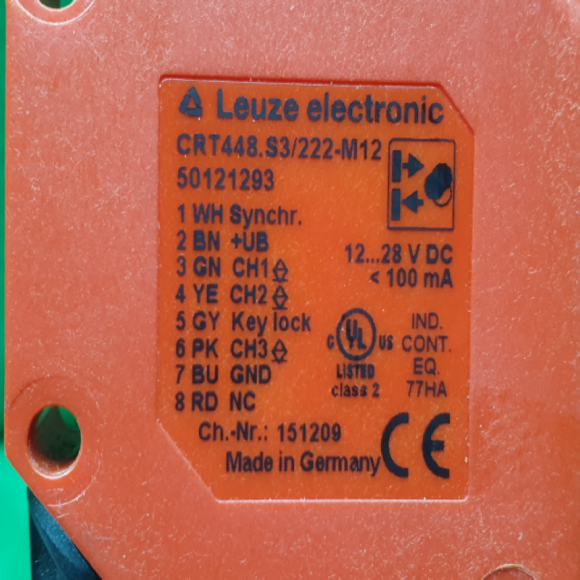 Leuze electronic
CRT448.S3/222-M12
50121293
1 WH Synchr.
2 BN +UB
3 GN CH1
4 YE CH2
5 GY Key lock
6 PK CH3
7 BU GND
8 RD NC
12...28 V DC
< 100 mA
C UL US
LISTED
class 2
IND.
CONT.
EQ.
77HA
Ch.-Nr.: 151209
Made in Germany
CE